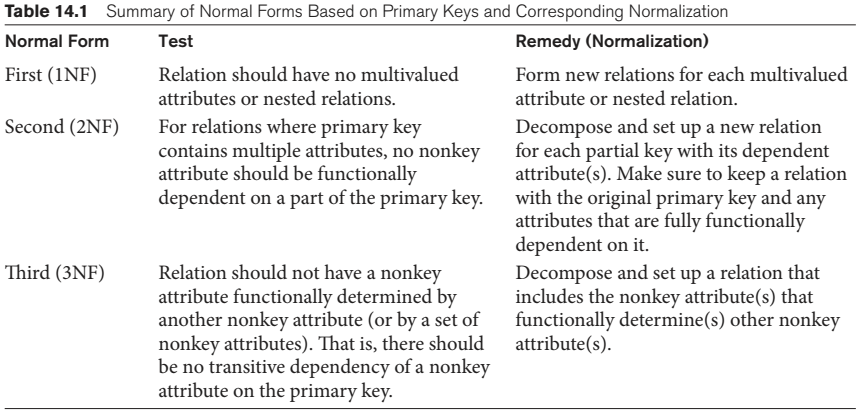 Table 14.1 Summary of Normal Forms Based on Primary Keys and Corresponding Normalization
Normal Form Test Remedy (Normalization)
First (1NF) Relation should have no multivalued attributes or nested relations. Form new relations for each multivalued attribute or nested relation.
Second (2NF) For relations where primary key contains multiple attributes, no nonkey attribute should be functionally dependent on a part of the primary key. Decompose and set up a new relation for each partial key with its dependent attribute(s). Make sure to keep a relation with the original primary key and any attributes that are fully functionally dependent on it.
Third (3NF) Relation should not have a nonkey attribute functionally determined by another nonkey attribute (or by a set of nonkey attributes). That is, there should be no transitive dependency of a nonkey attribute on the primary key. Decompose and set up a relation that includes the nonkey attribute(s) that functionally determine(s) other nonkey attribute(s).